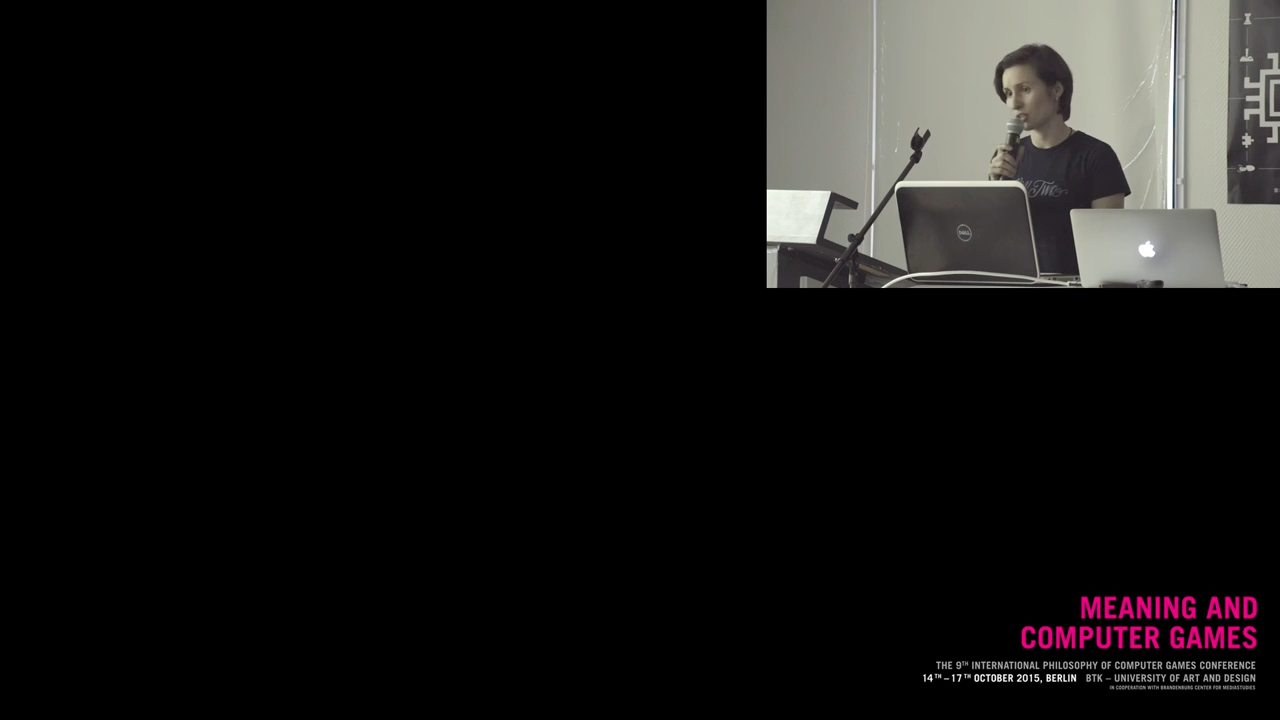 DELL
MEANING AND
COMPUTER GAMES
THE 9TH INTERNATIONAL PHILOSOPHY OF COMPUTER GAMES CONFERENCE
14TH – 17TH OCTOBER 2015, BERLIN BTK – UNIVERSITY OF ART AND DESIGN
IN COOPERATION WITH BRANDENBURG CENTER FOR MEDIASTUDIES